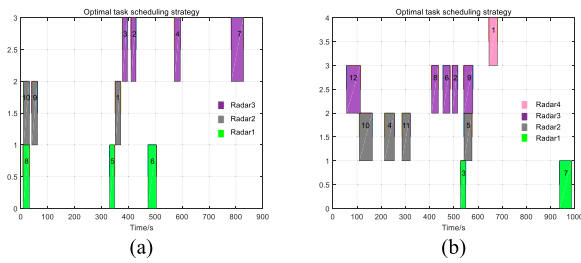 Optimal task scheduling strategy
3
2.5
2
1.5
1
0.5
0
0 100 200 300 400 500 600 700 800 900
Time/s
10 9 8 1 5 3 2 6 4 7
Radar3
Radar2
Radar1
(a)
Optimal task scheduling strategy
4
3.5
3
2.5
2
1.5
1
0.5
0
0 100 200 300 400 500 600 700 800 900 1000
Time/s
1
12 8 6 2 9
10 4 11 5
3 7
Radar4
Radar3
Radar2
Radar1
(b)